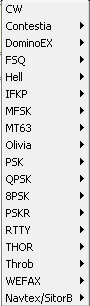 CW
Contestia
DominoEX
FSQ
Hell
IFKP
MFSK
MT63
Olivia
PSK
QPSK
8PSK
PSKR
RTTY
THOR
Throb
WEFAX
Navtex/SitorB